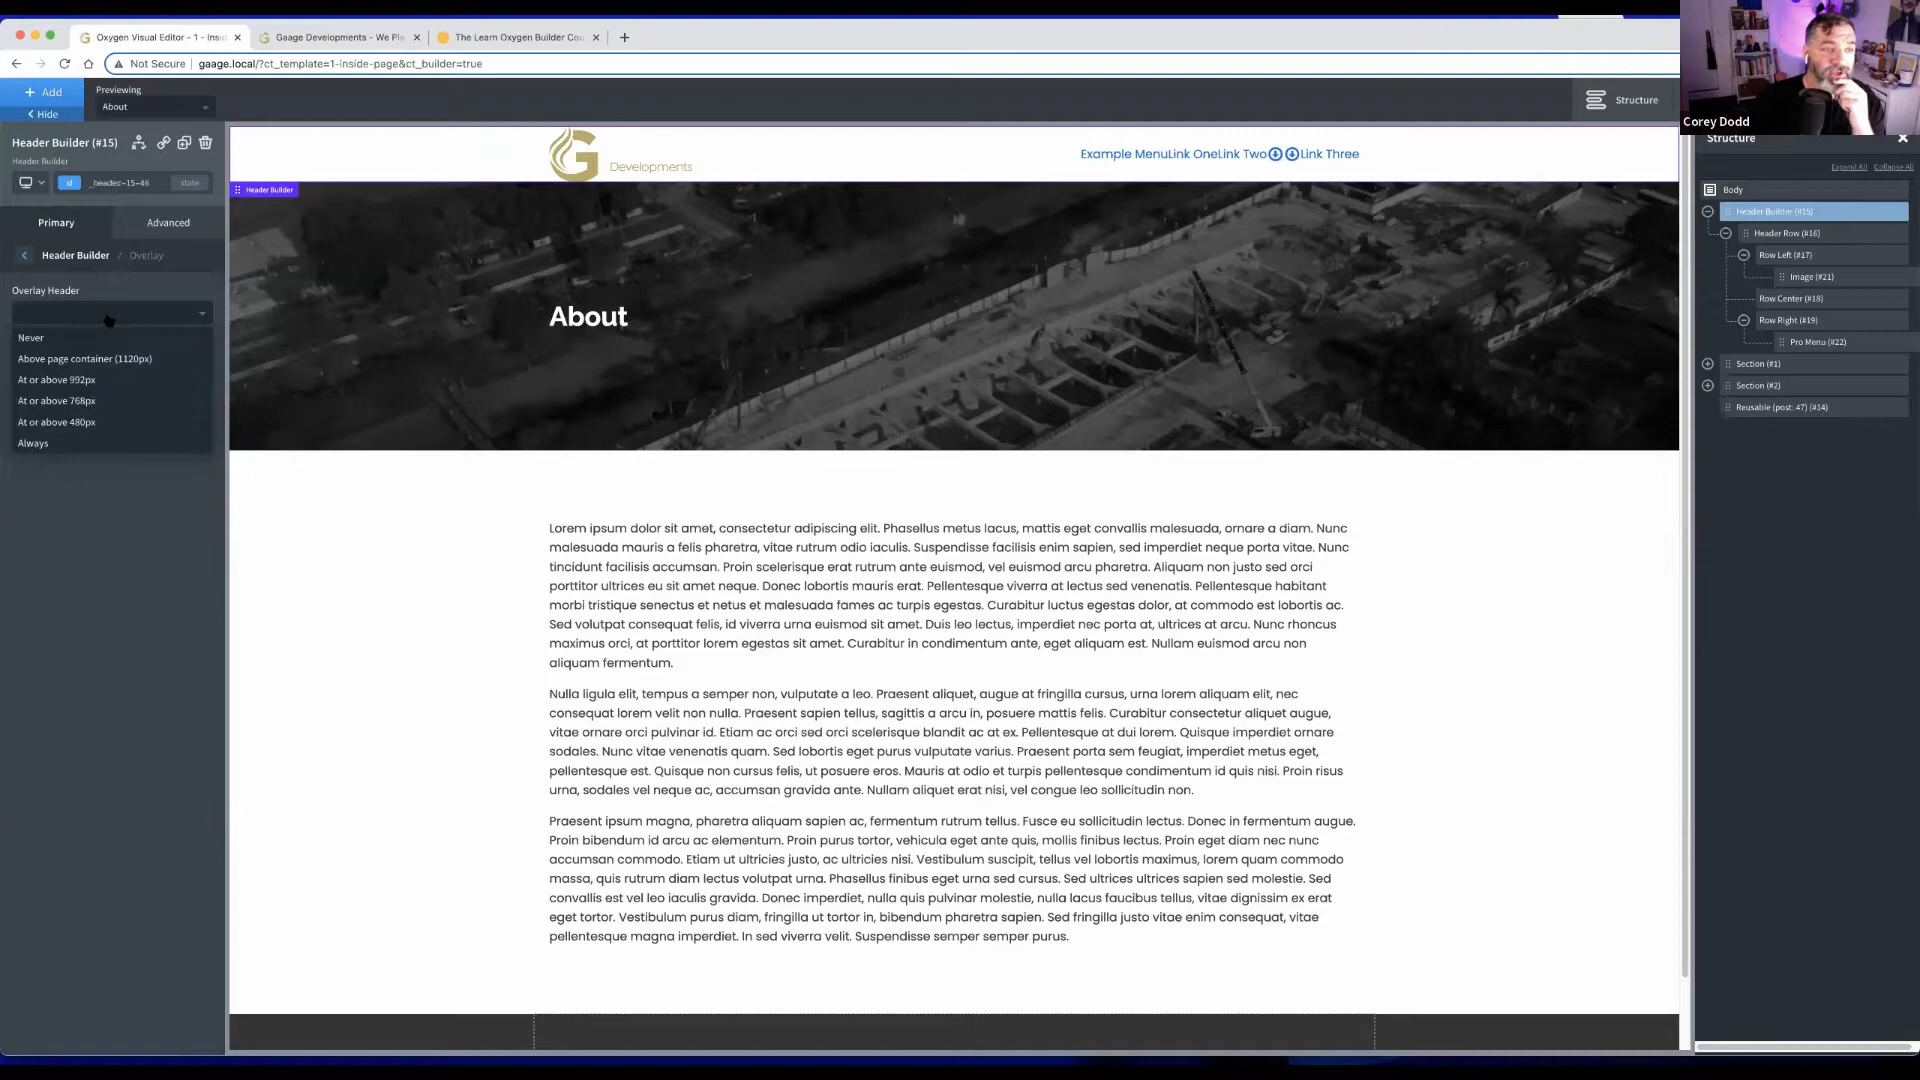 Oxygen Visual Editor - 1 - Insi
Gaage Developments - We Pla
The Learn Oxygen Builder Cou
Not Secure
gaage.local/?ct_template=1-inside-page&ct_builder=true
Add
Hide
Previewing
About
Structure
Corey Dodd
Header Builder (#15)
Header Builder
id
_header-15-46
state
Primary
Advanced
Header Builder / Overlay
Overlay Header
Never
Above page container (1120px)
At or above 992px
At or above 768px
At or above 480px
Always
G
Developments
Example MenuLink OneLink Two
Link Three
Header Builder
About
Lorem ipsum dolor sit amet, consectetur adipiscing elit. Phasellus metus lacus, mattis eget convallis malesuada, ornare a diam. Nunc
malesuada mauris a felis pharetra, vitae rutrum odio iaculis. Suspendisse facilisis enim sapien, sed imperdiet neque porta vitae. Nunc
tincidunt facilisis accumsan. Proin scelerisque erat rutrum ante euismod, vel euismod arcu pharetra. Aliquam non justo sed orci
porttitor ultrices eu sit amet neque. Donec lobortis mauris erat. Pellentesque viverra at lectus sed venenatis. Pellentesque habitant
morbi tristique senectus et netus et malesuada fames ac turpis egestas. Curabitur luctus egestas dolor, at commodo est lobortis ac.
Sed volutpat consequat felis, id viverra urna euismod sit amet. Duis leo lectus, imperdiet nec porta at, ultrices at arcu. Nunc rhoncus
maximus orci, at porttitor lorem egestas sit amet. Curabitur in condimentum ante, eget aliquam est. Nullam euismod arcu non
aliquam fermentum.
Nulla ligula elit, tempus a semper non, vulputate a leo. Praesent aliquet, augue at fringilla cursus, urna lorem aliquam elit, nec
consequat lorem velit non nulla. Praesent sapien tellus, sagittis a arcu in, posuere mattis felis. Curabitur consectetur aliquet augue,
vitae ornare orci pulvinar id. Etiam ac orci sed orci scelerisque blandit ac at ex. Pellentesque at dui lorem. Quisque imperdiet ornare
sodales. Nunc vitae venenatis quam. Sed lobortis eget purus vulputate varius. Praesent porta sem feugiat, imperdiet metus eget,
pellentesque est. Quisque non cursus felis, ut posuere eros. Mauris at odio et turpis pellentesque condimentum id quis nisi. Proin risus
urna, sodales vel neque ac, accumsan gravida ante. Nullam aliquet erat nisi, vel congue leo sollicitudin non.
Praesent ipsum magna, pharetra aliquam sapien ac, fermentum rutrum tellus. Fusce eu sollicitudin lectus. Donec in fermentum augue.
Proin bibendum id arcu ac elementum. Proin purus tortor, vehicula eget ante quis, mollis finibus lectus. Proin eget diam nec nunc
accumsan commodo. Etiam ut ultricies justo, ac ultricies nisi. Vestibulum suscipit, tellus vel lobortis maximus, lorem quam commodo
massa, quis rutrum diam lectus volutpat urna. Phasellus finibus eget urna sed cursus. Sed ultrices ultrices sapien sed molestie. Sed
convallis est vel leo iaculis gravida. Donec imperdiet, nulla quis pulvinar molestie, nulla lacus faucibus tellus, vitae dignissim ex erat
eget tortor. Vestibulum purus diam, fringilla ut tortor in, bibendum pharetra sapien. Sed fringilla justo vitae enim consequat, vitae
pellentesque magna imperdiet. In sed viverra velit. Suspendisse semper semper purus.
Structure
Expand All
Collapse All
Body
Header Builder (#15)
Header Row (#16)
Row Left (#17)
Image (#21)
Row Center (#18)
Row Right (#19)
Pro Menu (#22)
Section (#1)
Section (#2)
Reusable (post: 47) (#14)